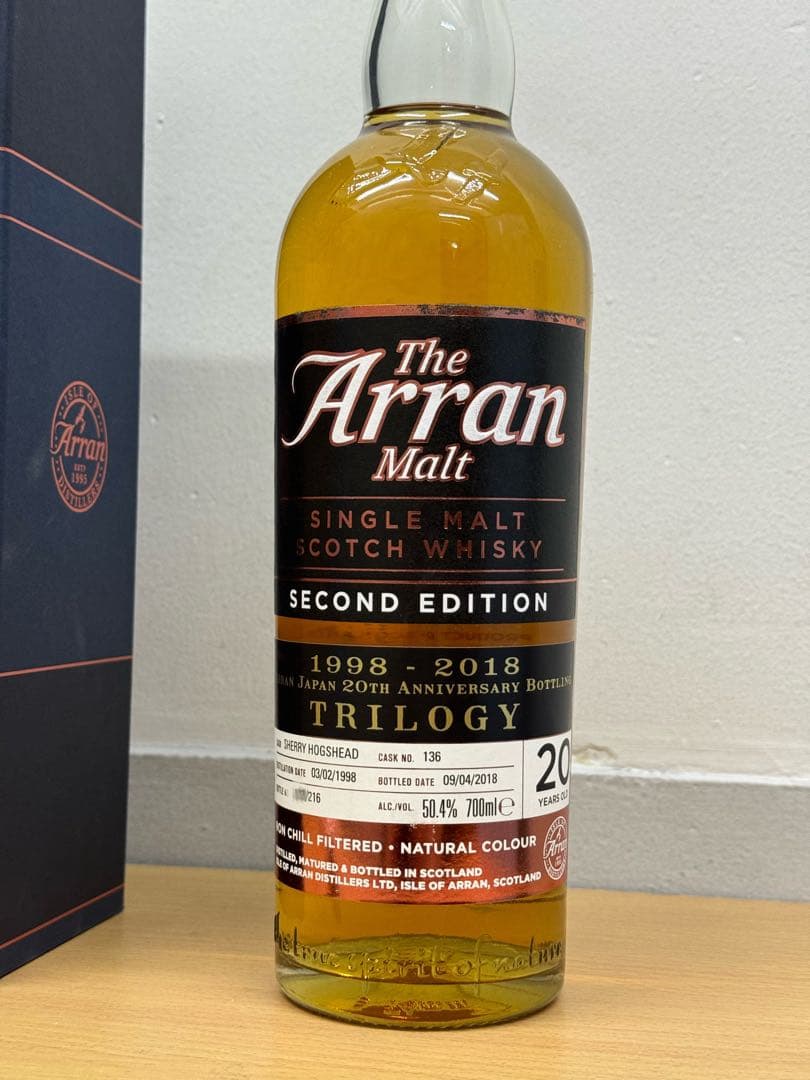 ISLE OF
Arran
ESTD
1995
DISTILLERS
The
Arran
Malt
SINGLE MALT
SCOTCH WHISKY
SECOND EDITION
1998 - 2018
JAPAN 20TH ANNIVERSARY BOTTLING
TRILOGY
SHERRY HOGSHEAD CASK NO. 136
DATE 03/02/1998 BOTTLED DATE 09/04/2018
/216 ALC./VOL. 50.4% 700ml℮
20
YEARS OLD
NON CHILL FILTERED • NATURAL COLOUR
MATURED & BOTTLED IN SCOTLAND
ISLE OF ARRAN DISTILLERS LTD, ISLE OF ARRAN, SCOTLAND
Arran
spirit of nature